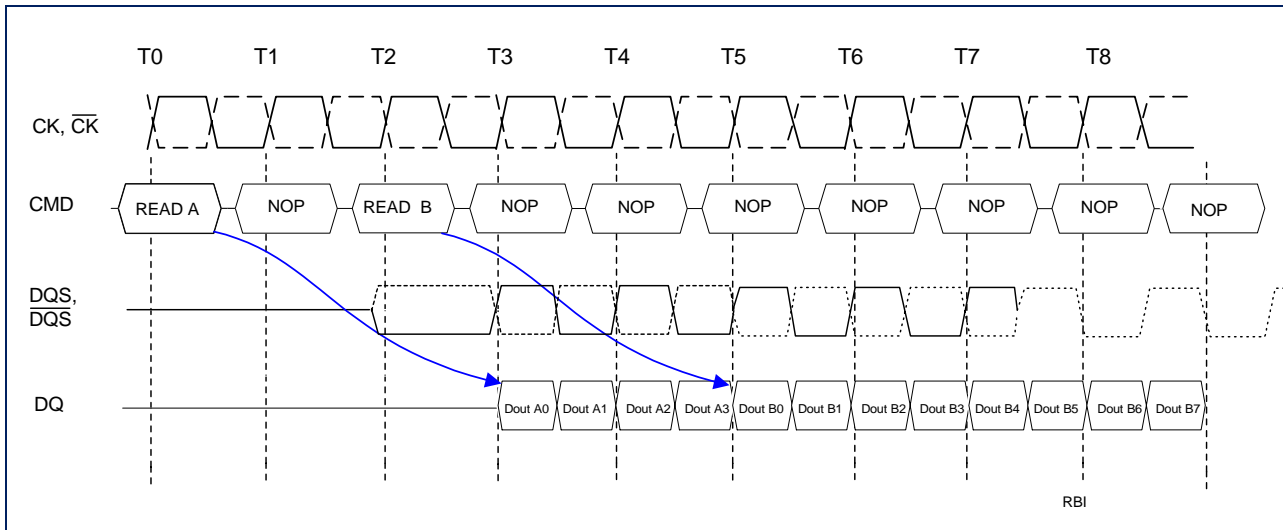 T0 T1 T2 T3 T4 T5 T6 T7 T8
CK, CK
CMD READ A NOP READ B NOP NOP NOP NOP NOP NOP NOP
DQS,
DQS
DQ Dout A0 Dout A1 Dout A2 Dout A3 Dout B0 Dout B1 Dout B2 Dout B3 Dout B4 Dout B5 Dout B6 Dout B7
RBI